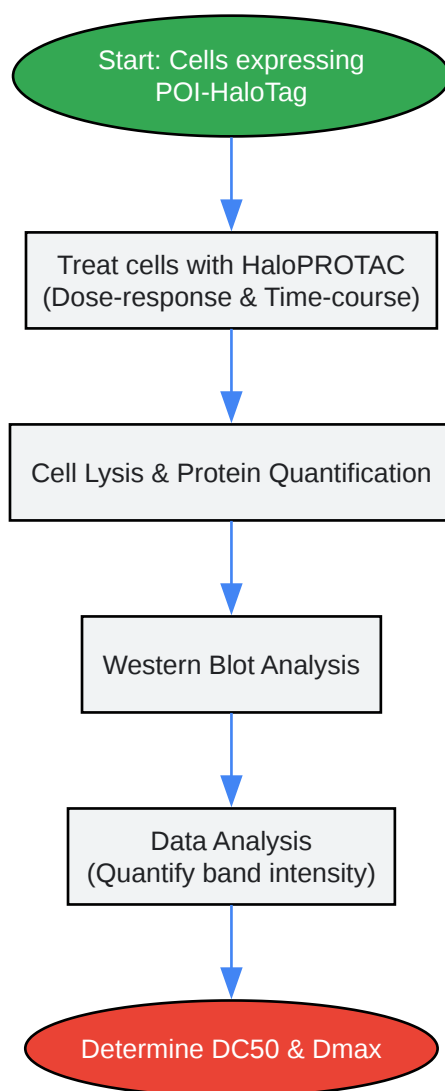 Start: Cells expressing
POI-HaloTag
Treat cells with HaloPROTAC
(Dose-response & Time-course)
Cell Lysis & Protein Quantification
Western Blot Analysis
Data Analysis
(Quantify band intensity)
Determine DC50 & Dmax